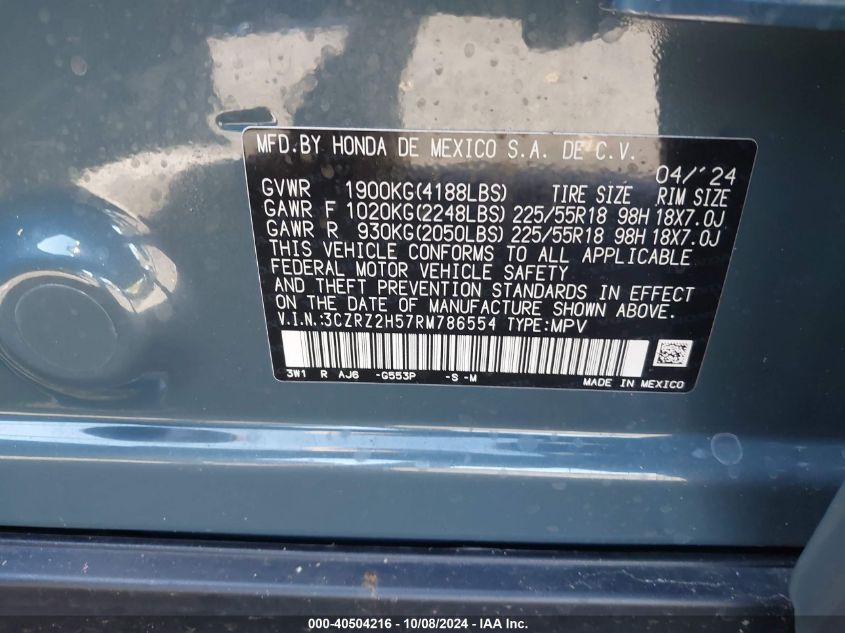 MFD.BY HONDA DE MEXICO S.A. DE C.V.
04/'24
GVWR 1900KG(4188LBS) TIRE SIZE RIM SIZE
GAWR F 1020KG(2248LBS) 225/55R18 98H 18X7.0J
GAWR R 930KG(2050LBS) 225/55R18 98H 18X7.0J
THIS VEHICLE CONFORMS TO ALL APPLICABLE
FEDERAL MOTOR VEHICLE SAFETY
AND THEFT PREVENTION STANDARDS IN EFFECT
ON THE DATE OF MANUFACTURE SHOWN ABOVE.
V.I.N.:3CZRZ2H57RM786554 TYPE:MPV
3W1 R AJ6 -G553P -S -M
MADE IN MEXICO
000-40504216 - 10/08/2024 - IAA Inc.